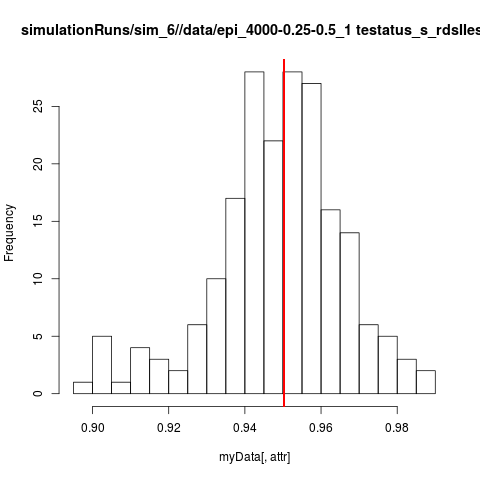 simulationRuns/sim_6//data/epi_4000-0.25-0.5_1 testatus_s_rdslles
Frequency
25
20
15
10
5
0
0.90 0.92 0.94 0.96 0.98
myData[, attr]